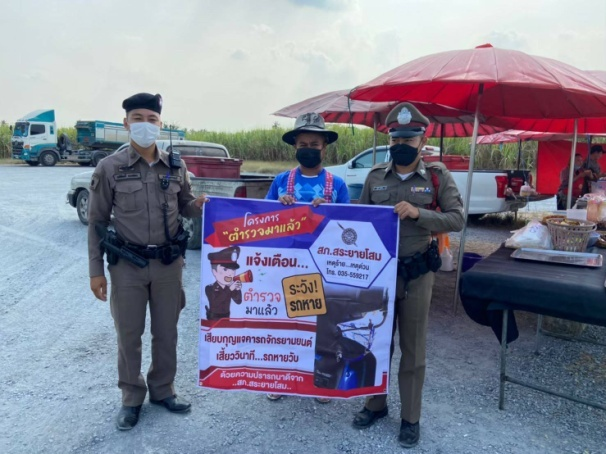 โครงการ
"ตำรวจมาแล้ว"
สภ.สระยายโสม
เหตุร้าย...เหตุด่วน
โทร. 035-559217
แจ้งเตือน...
ตำรวจ
มาแล้ว
ระวัง!
รถหาย
เสียบกุญแจคารถจักรยานยนต์
เสี้ยววินาที...รถหายวับ
ด้วยความปรารถนาดีจาก
..สภ.สระยายโสม..